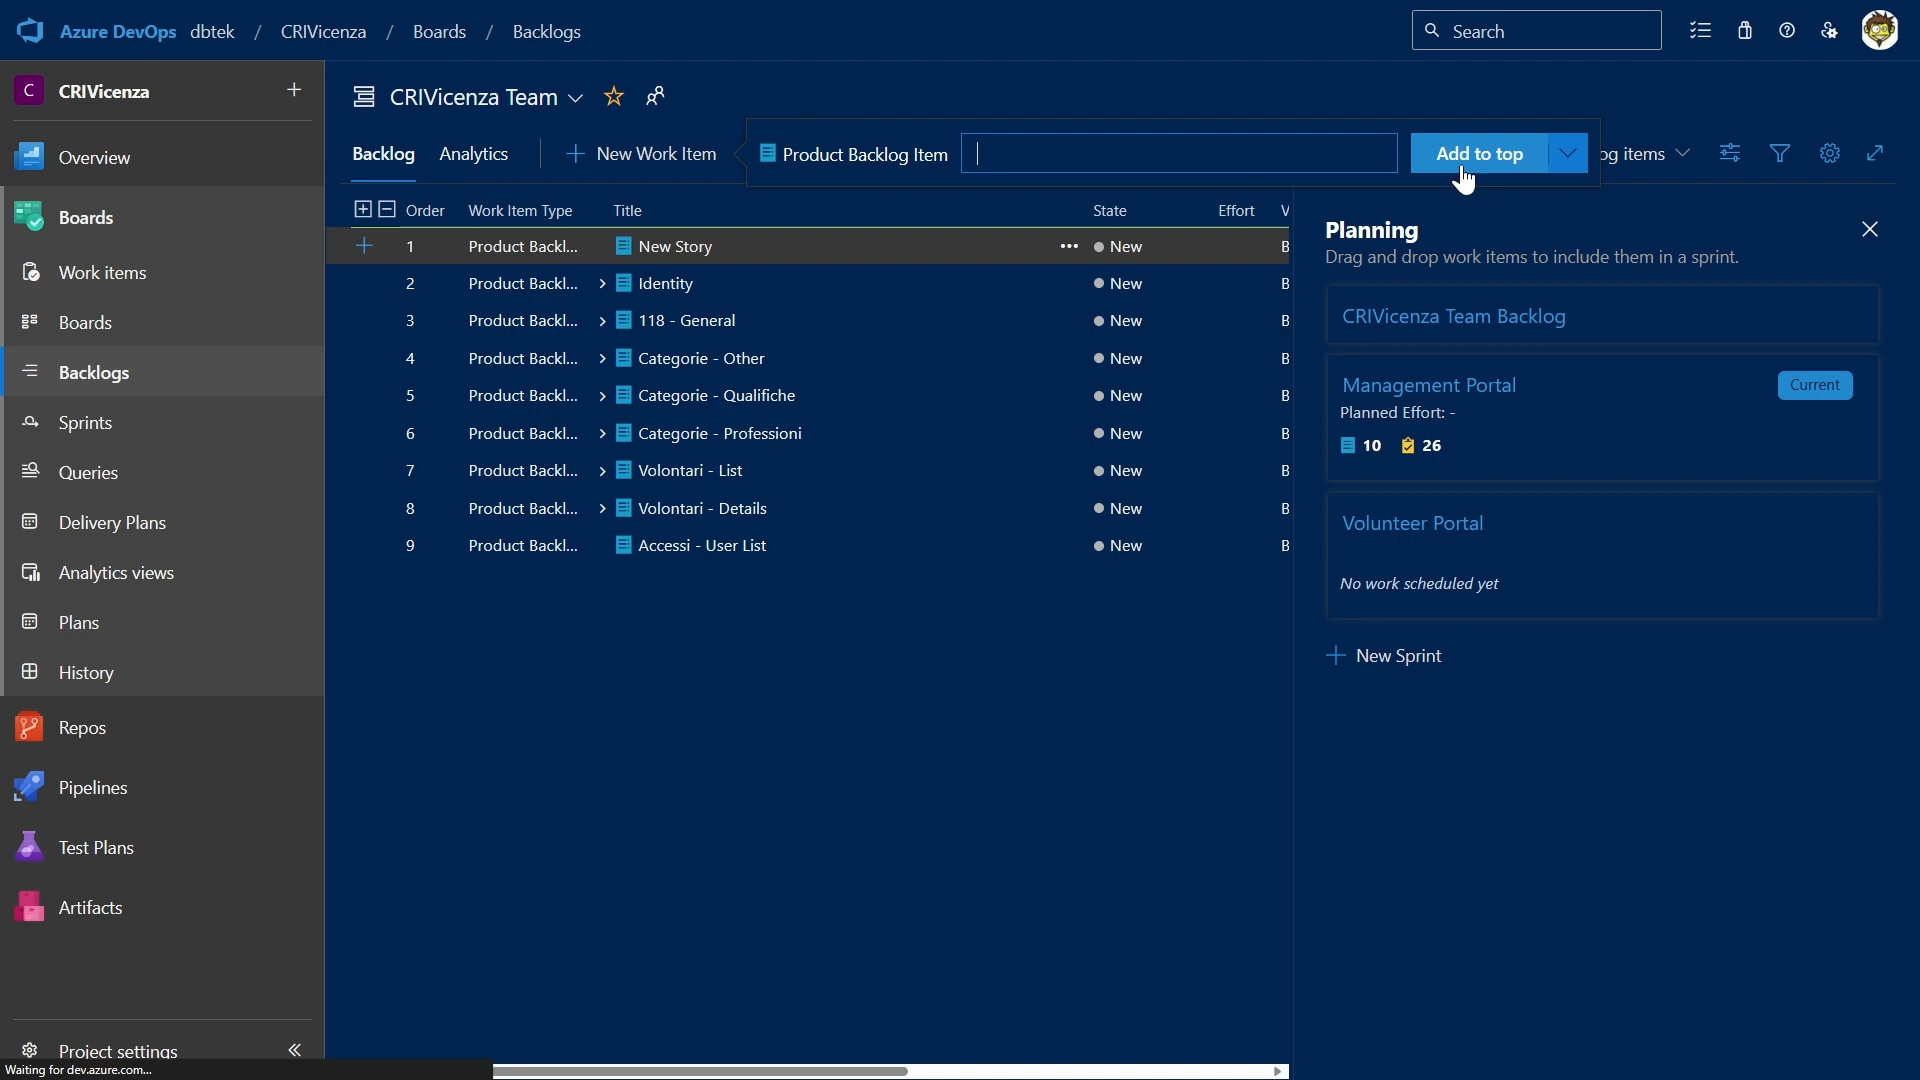 Azure DevOps dbtek / CRIVicenza / Boards / Backlogs
Search
C CRIVicenza
Overview
Boards
Work items
Boards
Backlogs
Sprints
Queries
Delivery Plans
Analytics views
Plans
History
Repos
Pipelines
Test Plans
Artifacts
Project settings
Waiting for dev.azure.com...
CRIVicenza Team
Backlog Analytics New Work Item
Product Backlog Item
Add to top
og items
Order Work Item Type Title State Effort V
1 Product Backl... New Story ••• New B
2 Product Backl... Identity New B
3 Product Backl... 118 - General New B
4 Product Backl... Categorie - Other New B
5 Product Backl... Categorie - Qualifiche New B
6 Product Backl... Categorie - Professioni New B
7 Product Backl... Volontari - List New B
8 Product Backl... Volontari - Details New B
9 Product Backl... Accessi - User List New B
Planning
Drag and drop work items to include them in a sprint.
CRIVicenza Team Backlog
Management Portal Current
Planned Effort: -
10 26
Volunteer Portal
No work scheduled yet
New Sprint